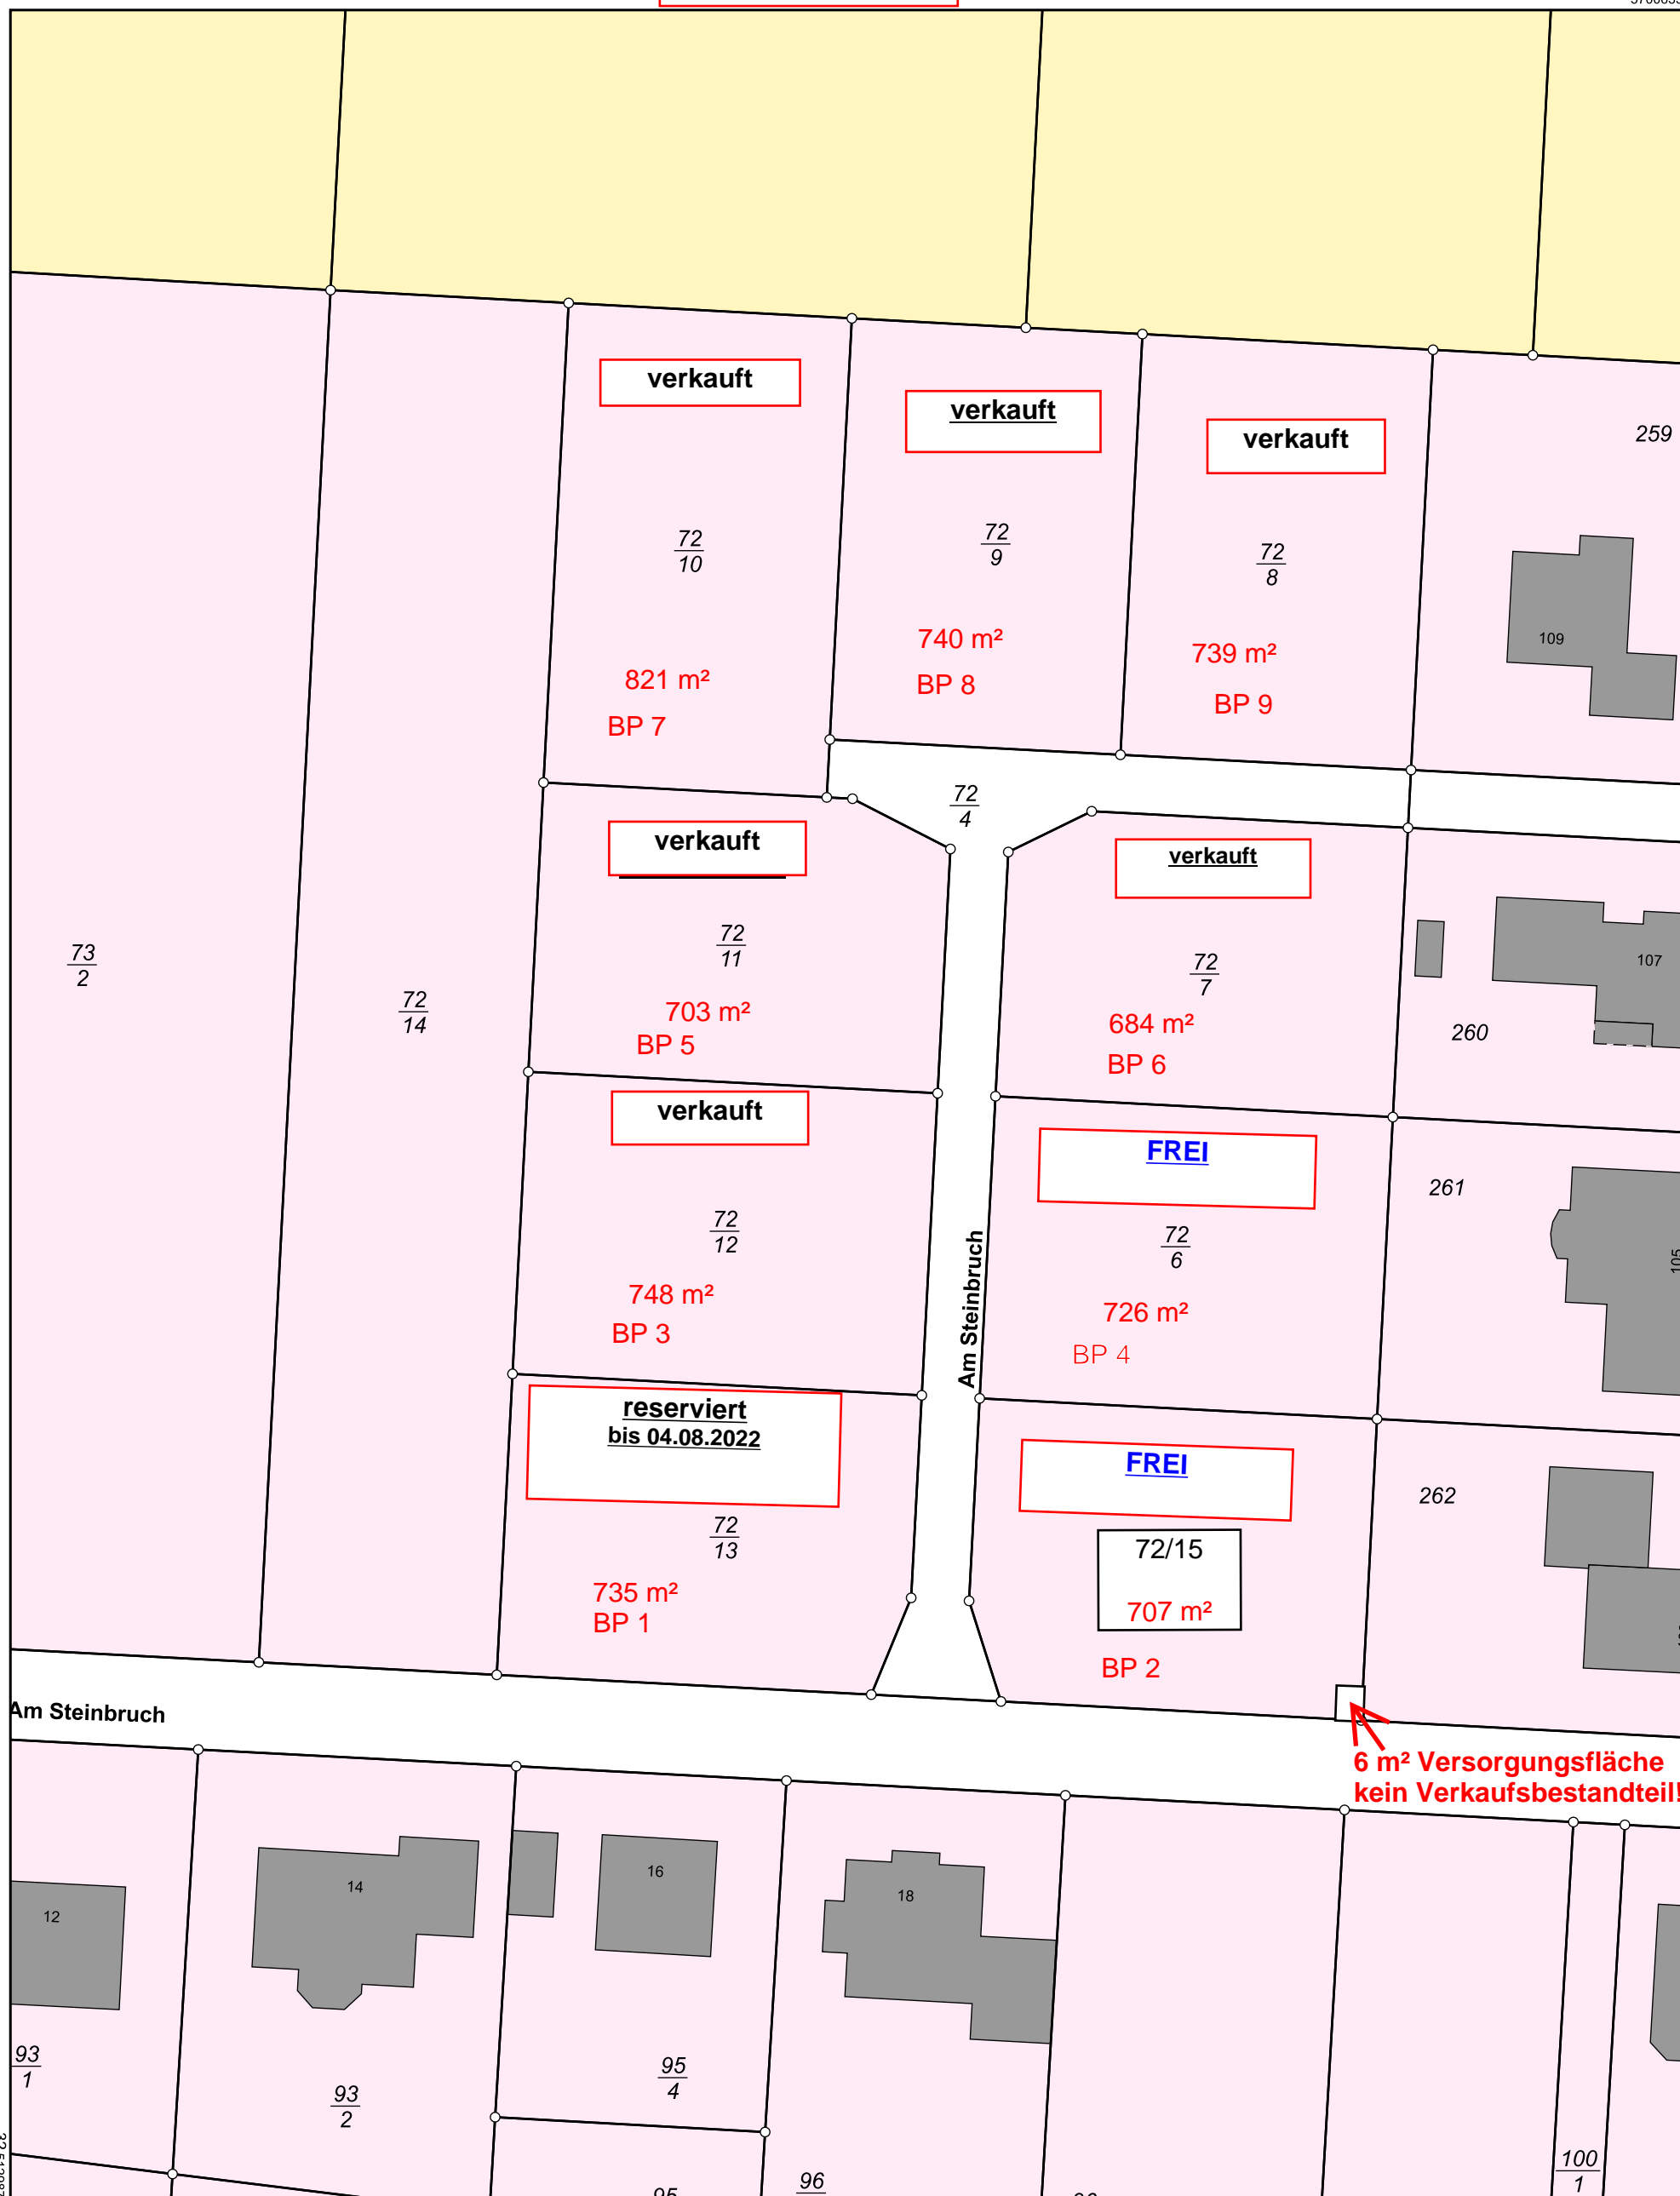 verkauft
verkauft
verkauft
259
72
10
72
9
72
8
109
740 m²
739 m²
821 m²
BP 8
BP 9
BP 7
72
4
verkauft
verkauft
72
11
73
2
72
7
107
72
14
703 m²
BP 5
684 m²
BP 6
260
verkauft
FREI
261
72
12
72
6
105
Am Steinbruch
748 m²
BP 3
726 m²
BP 4
reserviert
bis 04.08.2022
FREI
262
72
13
72/15
735 m²
BP 1
707 m²
BP 2
Am Steinbruch
6 m² Versorgungsfläche
kein Verkaufsbestandteil!
12
14
16
18
93
1
93
2
95
4
96
100
1